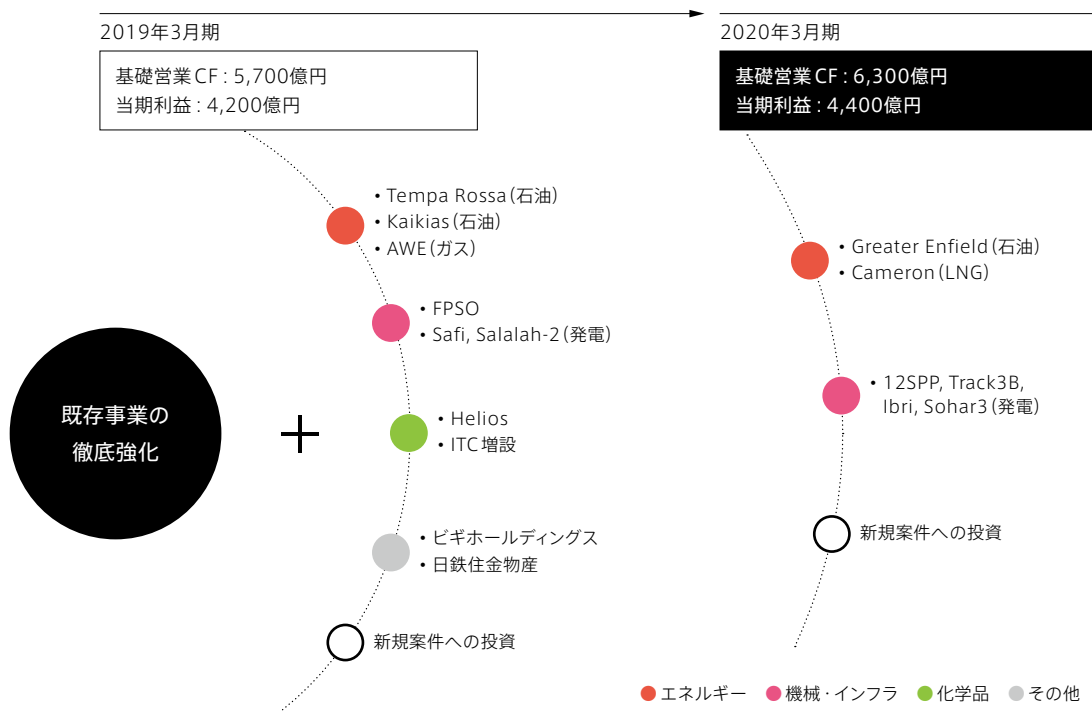 2019年3月期
基礎営業CF:5,700億円
当期利益:4,200億円
既存事業の
徹底強化
+
• Tempa Rossa(石油)
• Kaikias(石油)
• AWE(ガス)
• FPSO
• Safi, Salalah-2(発電)
• Helios
• ITC増設
• ビギホールディングス
• 日鉄住金物産
新規案件への投資
2020年3月期
基礎営業CF:6,300億円
当期利益:4,400億円
• Greater Enfield(石油)
• Cameron(LNG)
• 12SPP, Track3B,
Ibri, Sohar3(発電)
新規案件への投資
エネルギー 機械・インフラ 化学品 その他